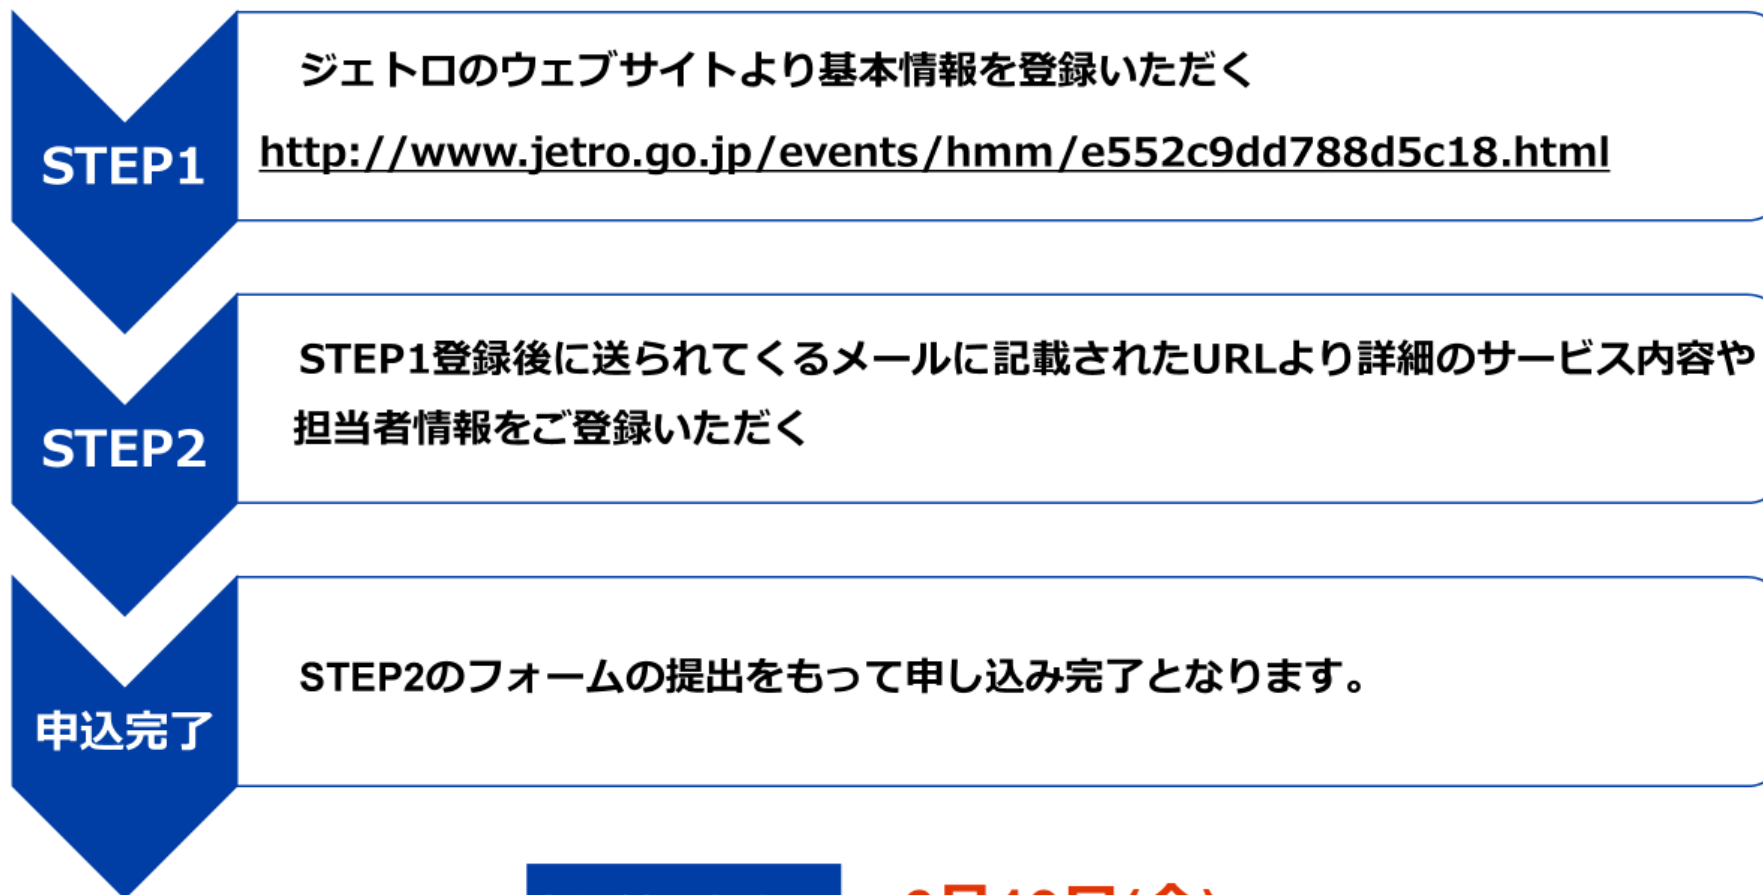 ジェトロのウェブサイトより基本情報を登録いただく
STEP1
http://www.jetro.go.jp/events/hmm/e552c9dd788d5c18.html
STEP1登録後に送られてくるメールに記載されたURLより詳細のサービス内容や
担当者情報をご登録いただく
STEP2
STEP2のフォームの提出をもって申し込み完了となります。
申込完了